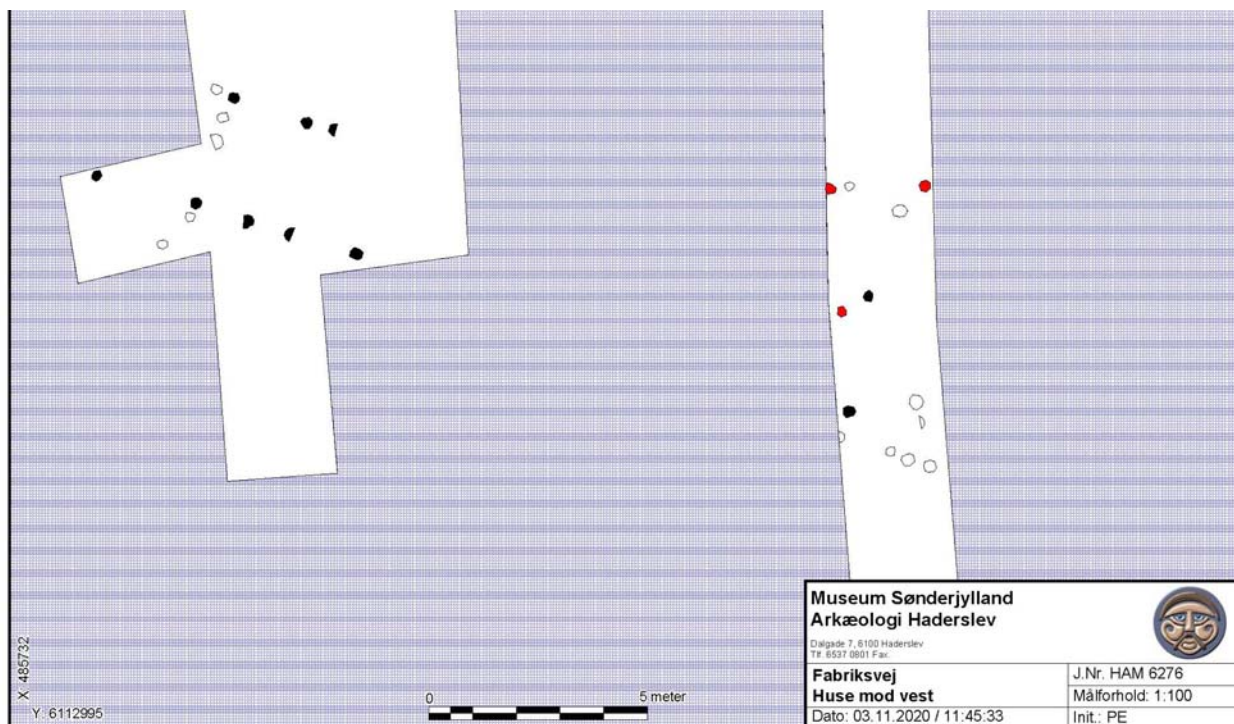 X: 485732
Y: 6112995
0 5 meter
Museum Sønderjylland
Arkæologi Haderslev
Dalgade 7, 6100 Haderslev
Tlf. 6537 0801 Fax.
Fabriksvej
Huse mod vest
J.Nr. HAM 6276
Målforhold: 1:100
Dato: 03.11.2020 / 11:45:33
Init.: PE